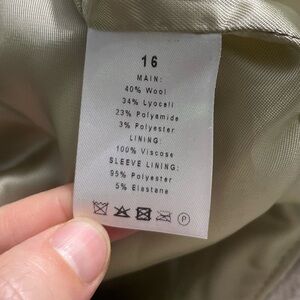 16
MAIN:
40% Wool
34% Lyocell
23% Polyamide
3% Polyester
LINING:
100% Viscose
SLEEVE LINING:
95% Polyester
5% Elastane
P